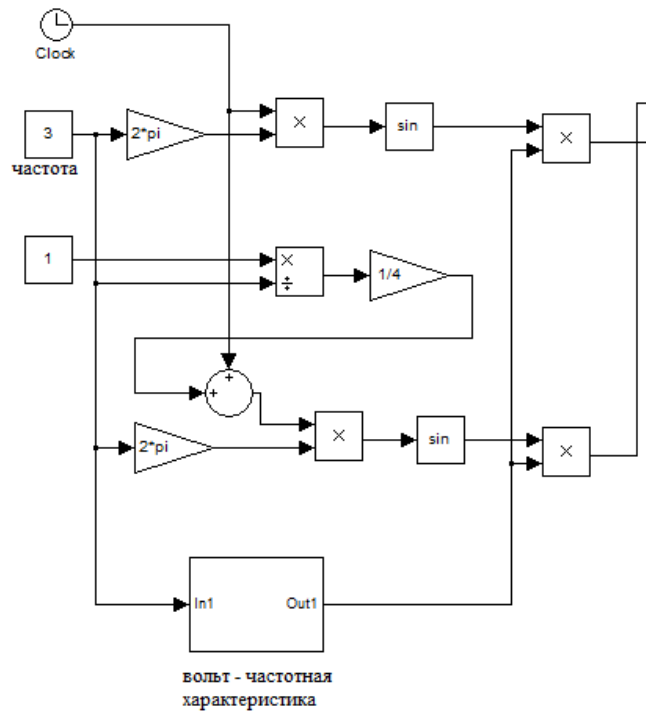 Clock
3
2*pi
×
sin
×
частота
1
×
÷
1/4
+
+
2*pi
×
sin
×
In1
Out1
вольт - частотная
характеристика